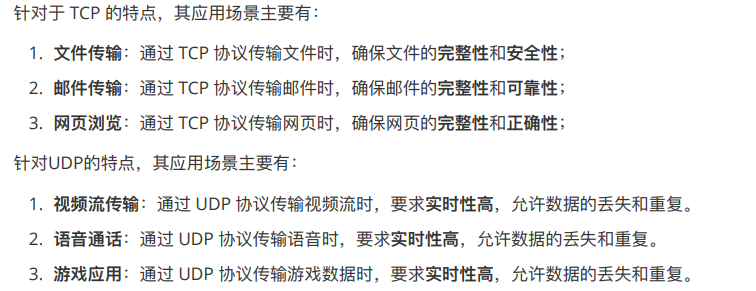 针对于 TCP 的特点，其应用场景主要有：
1. 文件传输：通过 TCP 协议传输文件时，确保文件的完整性和安全性；
2. 邮件传输：通过 TCP 协议传输邮件时，确保邮件的完整性和可靠性；
3. 网页浏览：通过 TCP 协议传输网页时，确保网页的完整性和正确性；
针对UDP的特点，其应用场景主要有：
1. 视频流传输：通过 UDP 协议传输视频流时，要求实时性高，允许数据的丢失和重复。
2. 语音通话：通过 UDP 协议传输语音时，要求实时性高，允许数据的丢失和重复。
3. 游戏应用：通过 UDP 协议传输游戏数据时，要求实时性高，允许数据的丢失和重复。